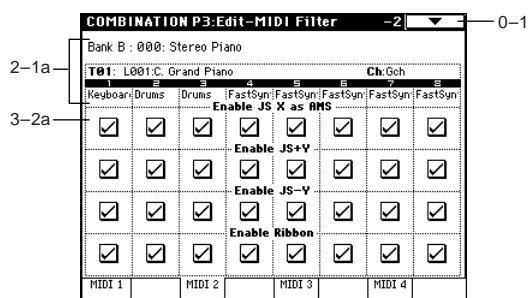 COMBINATION P3:Edit-MIDI Filter -2
0–1
Bank B : 000: Stereo Piano
2–1a
T01: L001:C. Grand Piano Ch:Gch
1 2 3 4 5 6 7 8
Keyboar Drums Drums FastSyn FastSyn FastSyn FastSyn FastSyn
Enable JS X as AMS
3–2a
Enable JS+Y
Enable JS-Y
Enable Ribbon
MIDI 1 MIDI 2 MIDI 3 MIDI 4